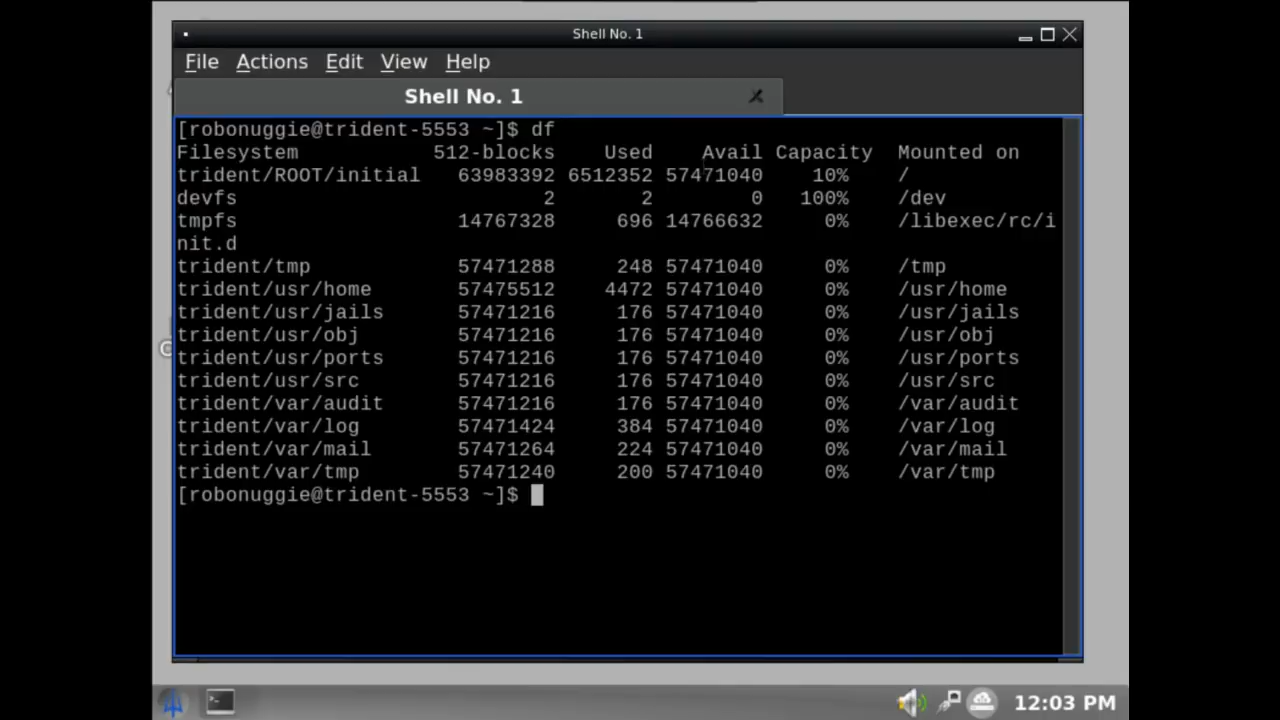 Shell No. 1
File Actions Edit View Help
Shell No. 1
[robonuggie@trident-5553 ~]$ df
Filesystem 512-blocks Used Avail Capacity Mounted on
trident/ROOT/initial 63983392 6512352 57471040 10% /
devfs 2 2 0 100% /dev
tmpfs 14767328 696 14766632 0% /libexec/rc/i
nit.d
trident/tmp 57471288 248 57471040 0% /tmp
trident/usr/home 57475512 4472 57471040 0% /usr/home
trident/usr/jails 57471216 176 57471040 0% /usr/jails
trident/usr/obj 57471216 176 57471040 0% /usr/obj
trident/usr/ports 57471216 176 57471040 0% /usr/ports
trident/usr/src 57471216 176 57471040 0% /usr/src
trident/var/audit 57471216 176 57471040 0% /var/audit
trident/var/log 57471424 384 57471040 0% /var/log
trident/var/mail 57471264 224 57471040 0% /var/mail
trident/var/tmp 57471240 200 57471040 0% /var/tmp
[robonuggie@trident-5553 ~]$
12:03 PM